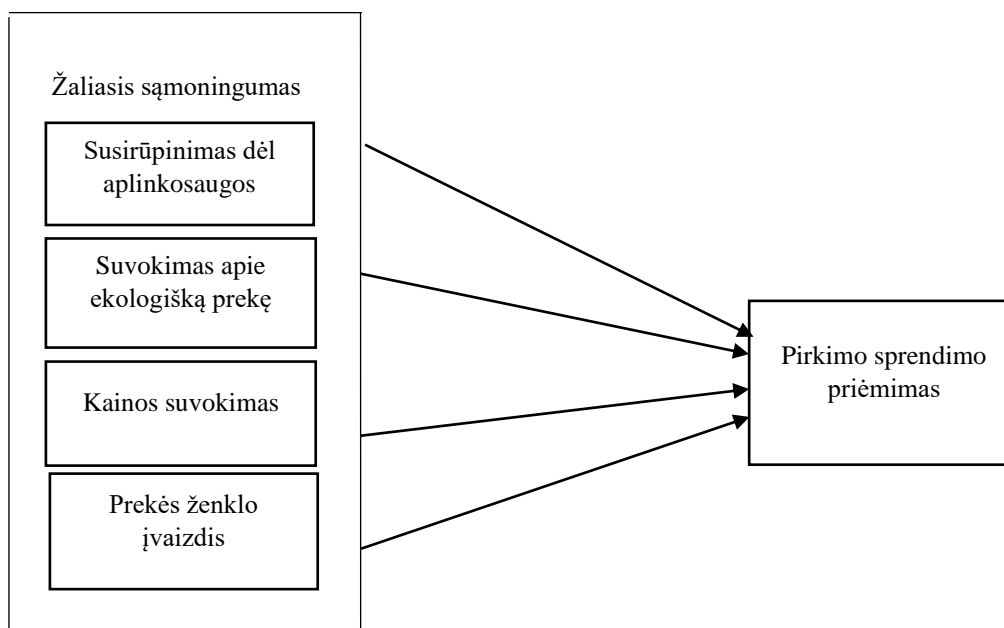 Žaliasis sąmoningumas
Susirūpinimas dėl
aplinkosaugos
Suvokimas apie
ekologišką prekę
Kainos suvokimas
Prekės ženklo
įvaizdis
Pirkimo sprendimo
priėmimas